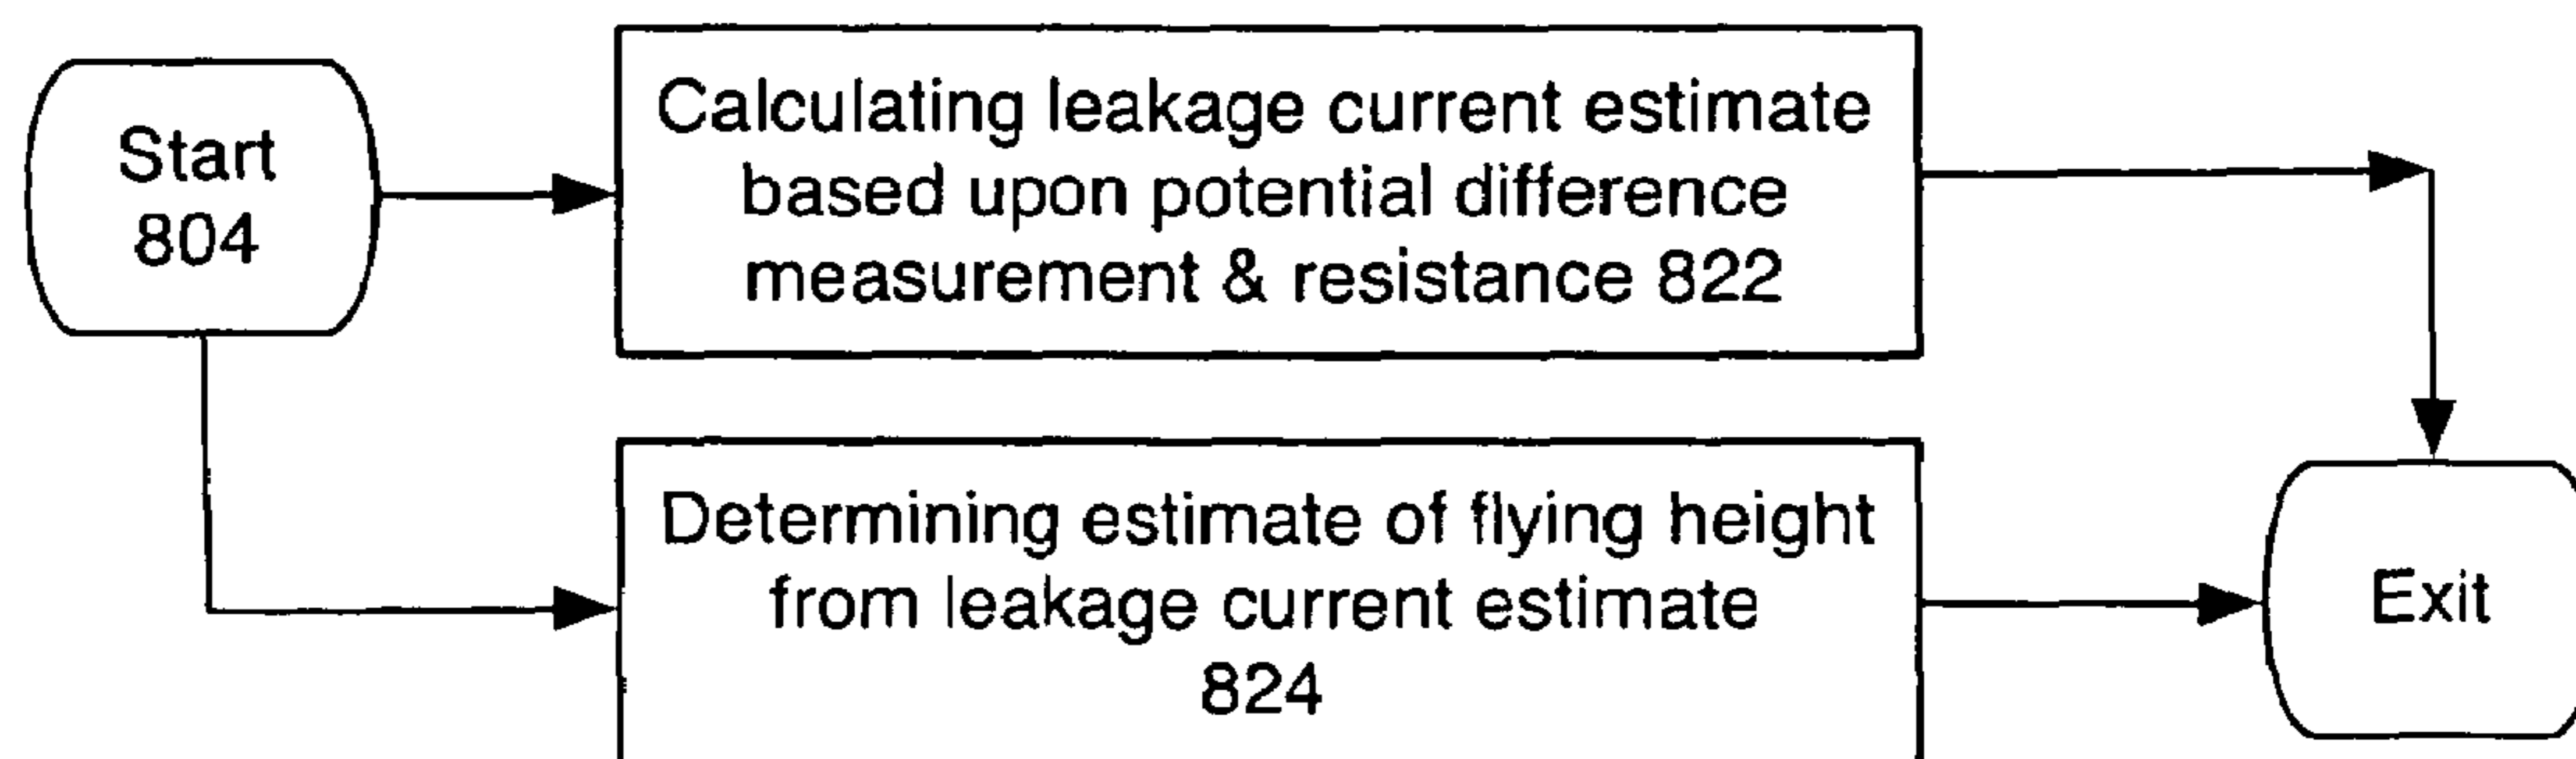 Start
804
Calculating leakage current estimate
based upon potential difference
measurement & resistance 822
Determining estimate of flying height
from leakage current estimate
824
Exit